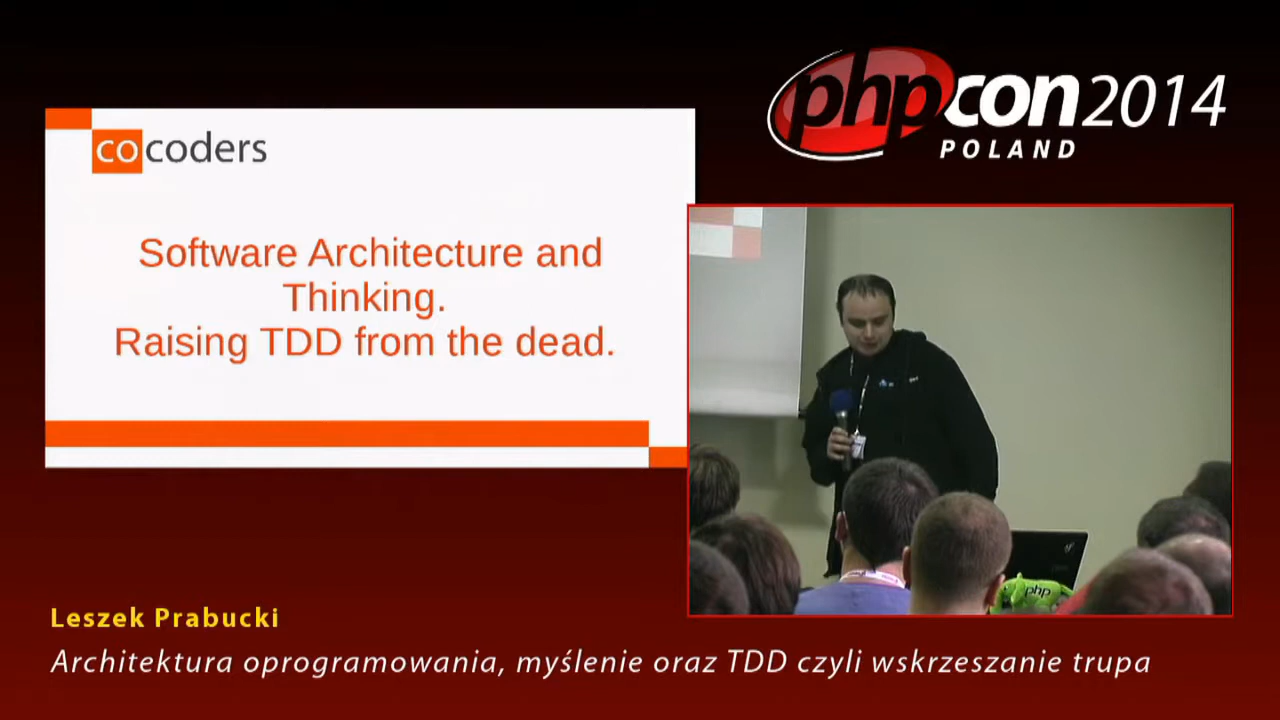 cocoders
Software Architecture and
Thinking.
Raising TDD from the dead.
phpcon2014
POLAND
php
Leszek Prabucki
Architektura oprogramowania, myślenie oraz TDD czyli wskrzeszanie trupa